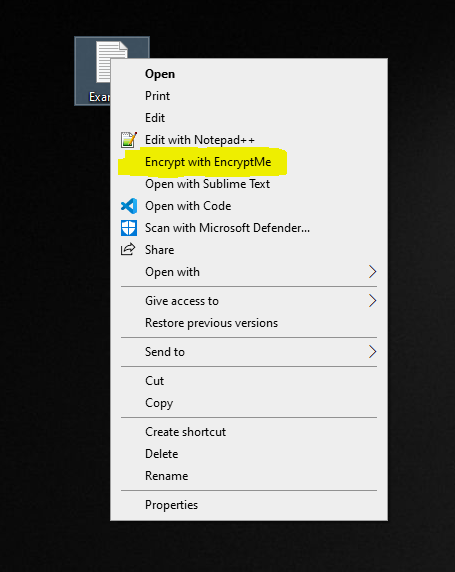 Open
Print
Edit
Edit with Notepad++
Encrypt with EncryptMe
Open with Sublime Text
Open with Code
Scan with Microsoft Defender...
Share
Open with
Give access to
Restore previous versions
Send to
Cut
Copy
Create shortcut
Delete
Rename
Properties